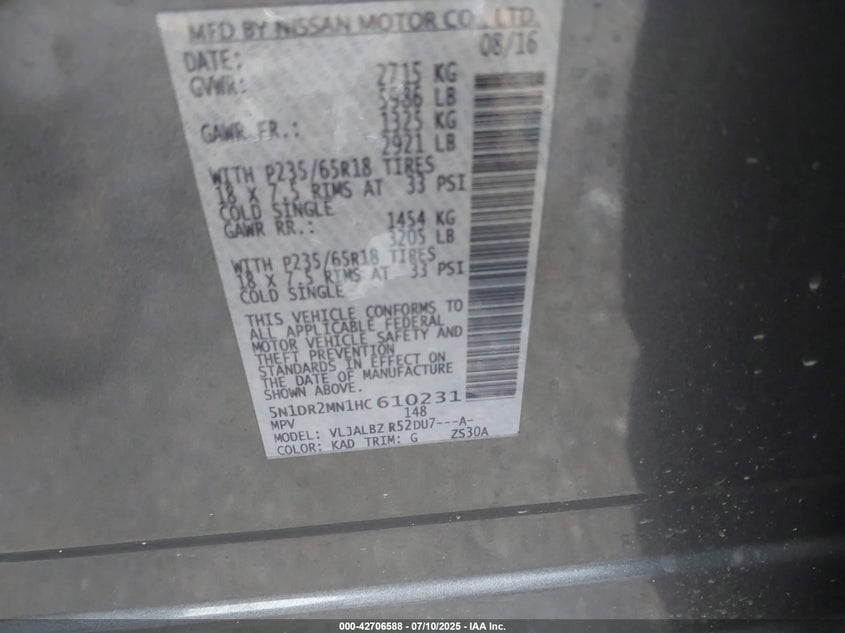 MFD BY NISSAN MOTOR CO., LTD.
DATE: 08/16
GVWR: 2715 KG
5986 LB
GAWR FR.: 1325 KG
2921 LB
WITH P235/65R18 TIRES
18 X 7.5 RIMS AT 33 PSI
COLD SINGLE
GAWR RR.: 1454 KG
3205 LB
WITH P235/65R18 TIRES
18 X 7.5 RIMS AT 33 PSI
COLD SINGLE
THIS VEHICLE CONFORMS TO
ALL APPLICABLE FEDERAL
MOTOR VEHICLE SAFETY AND
THEFT PREVENTION
STANDARDS IN EFFECT ON
THE DATE OF MANUFACTURE
SHOWN ABOVE.
5N1DR2MN1HC610231
MPV 148
MODEL: VLJALBZ R52DU7---A-
COLOR: KAD TRIM: G ZS30A
000-42706588 - 07/10/2025 - IAA Inc.